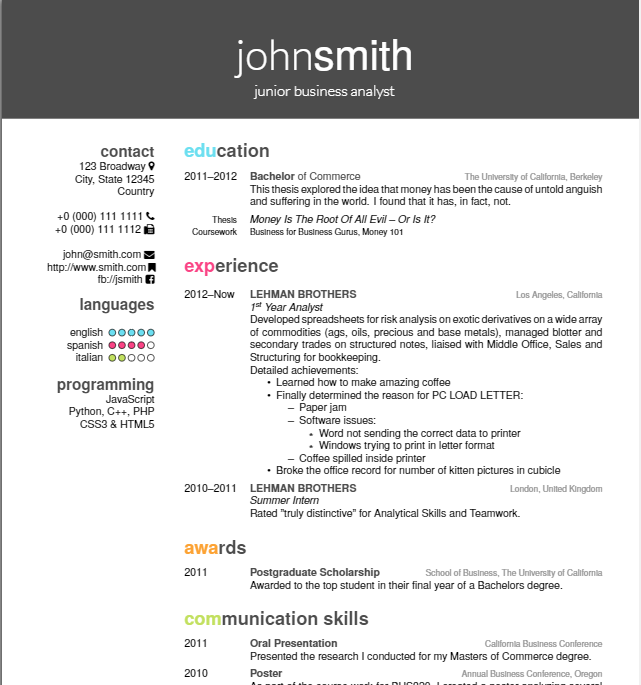 johnsmith
junior business analyst
contact
123 Broadway
City, State 12345
Country
+0 (000) 111 1111
+0 (000) 111 1112
john@smith.com
http://www.smith.com
fb://jsmith
languages
english
spanish
italian
programming
JavaScript
Python, C++, PHP
CSS3 & HTML5
education
2011–2012 Bachelor of Commerce The University of California, Berkeley
This thesis explored the idea that money has been the cause of untold anguish
and suffering in the world. I found that it has, in fact, not.
Thesis Money Is The Root Of All Evil – Or Is It?
Coursework Business for Business Gurus, Money 101
experience
2012–Now LEHMAN BROTHERS Los Angeles, California
1st Year Analyst
Developed spreadsheets for risk analysis on exotic derivatives on a wide array
of commodities (ags, oils, precious and base metals), managed blotter and
secondary trades on structured notes, liaised with Middle Office, Sales and
Structuring for bookkeeping.
Detailed achievements:
• Learned how to make amazing coffee
• Finally determined the reason for PC LOAD LETTER:
– Paper jam
– Software issues:
* Word not sending the correct data to printer
* Windows trying to print in letter format
– Coffee spilled inside printer
• Broke the office record for number of kitten pictures in cubicle
2010–2011 LEHMAN BROTHERS London, United Kingdom
Summer Intern
Rated "truly distinctive" for Analytical Skills and Teamwork.
awards
2011 Postgraduate Scholarship School of Business, The University of California
Awarded to the top student in their final year of a Bachelors degree.
communication skills
2011 Oral Presentation California Business Conference
Presented the research I conducted for my Masters of Commerce degree.
2010 Poster Annual Business Conference, Oregon